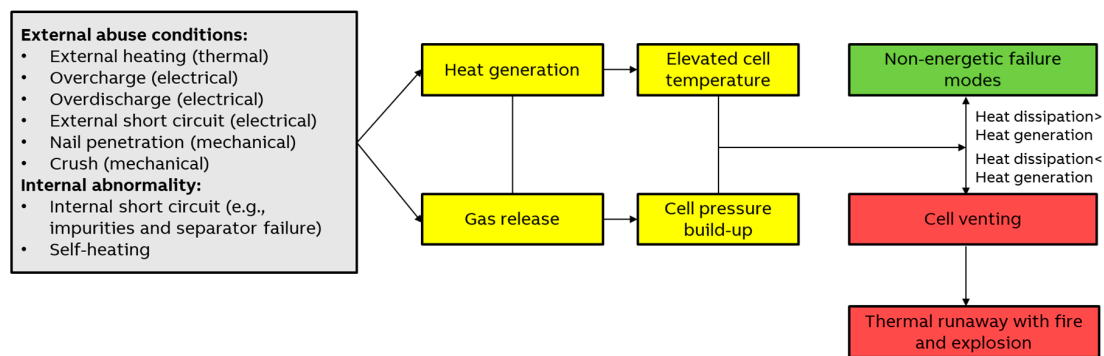 External abuse conditions:
• External heating (thermal)
• Overcharge (electrical)
• Overdischarge (electrical)
• External short circuit (electrical)
• Nail penetration (mechanical)
• Crush (mechanical)
Internal abnormality:
• Internal short circuit (e.g.,
impurities and separator failure)
• Self-heating
Heat generation
Elevated cell
temperature
Non-energetic failure
modes
Heat dissipation>
Heat generation
Heat dissipation<
Heat generation
Gas release
Cell pressure
build-up
Cell venting
Thermal runaway with fire
and explosion